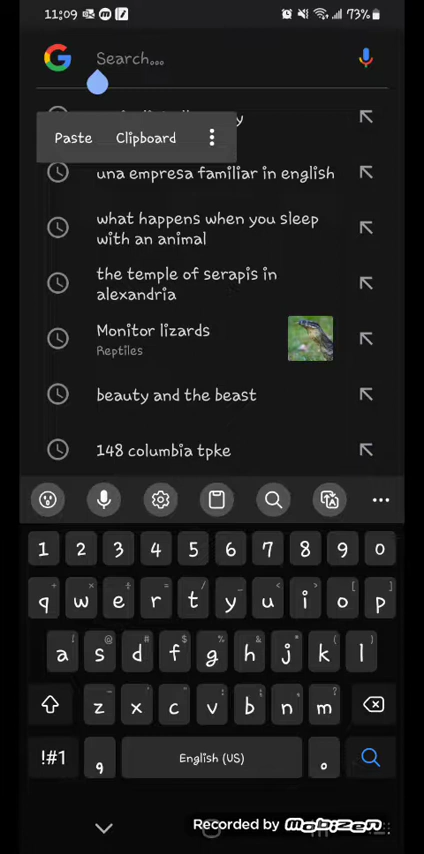 11:09
73%
Search...
y
Paste
Clipboard
una empresa familiar in english
what happens when you sleep
with an animal
the temple of serapis in
alexandria
Monitor lizards
Reptiles
beauty and the beast
148 columbia tpke
1 2 3 4 5 6 7 8 9 0
+ × ÷ = / _ < > [ ]
q w e r t y u i o p
! @ # $ % ^ & * ( )
a s d f g h j k l
- ' " : ; , ?
z x c v b n m
!#1 , English (US) .
Recorded by mobizen